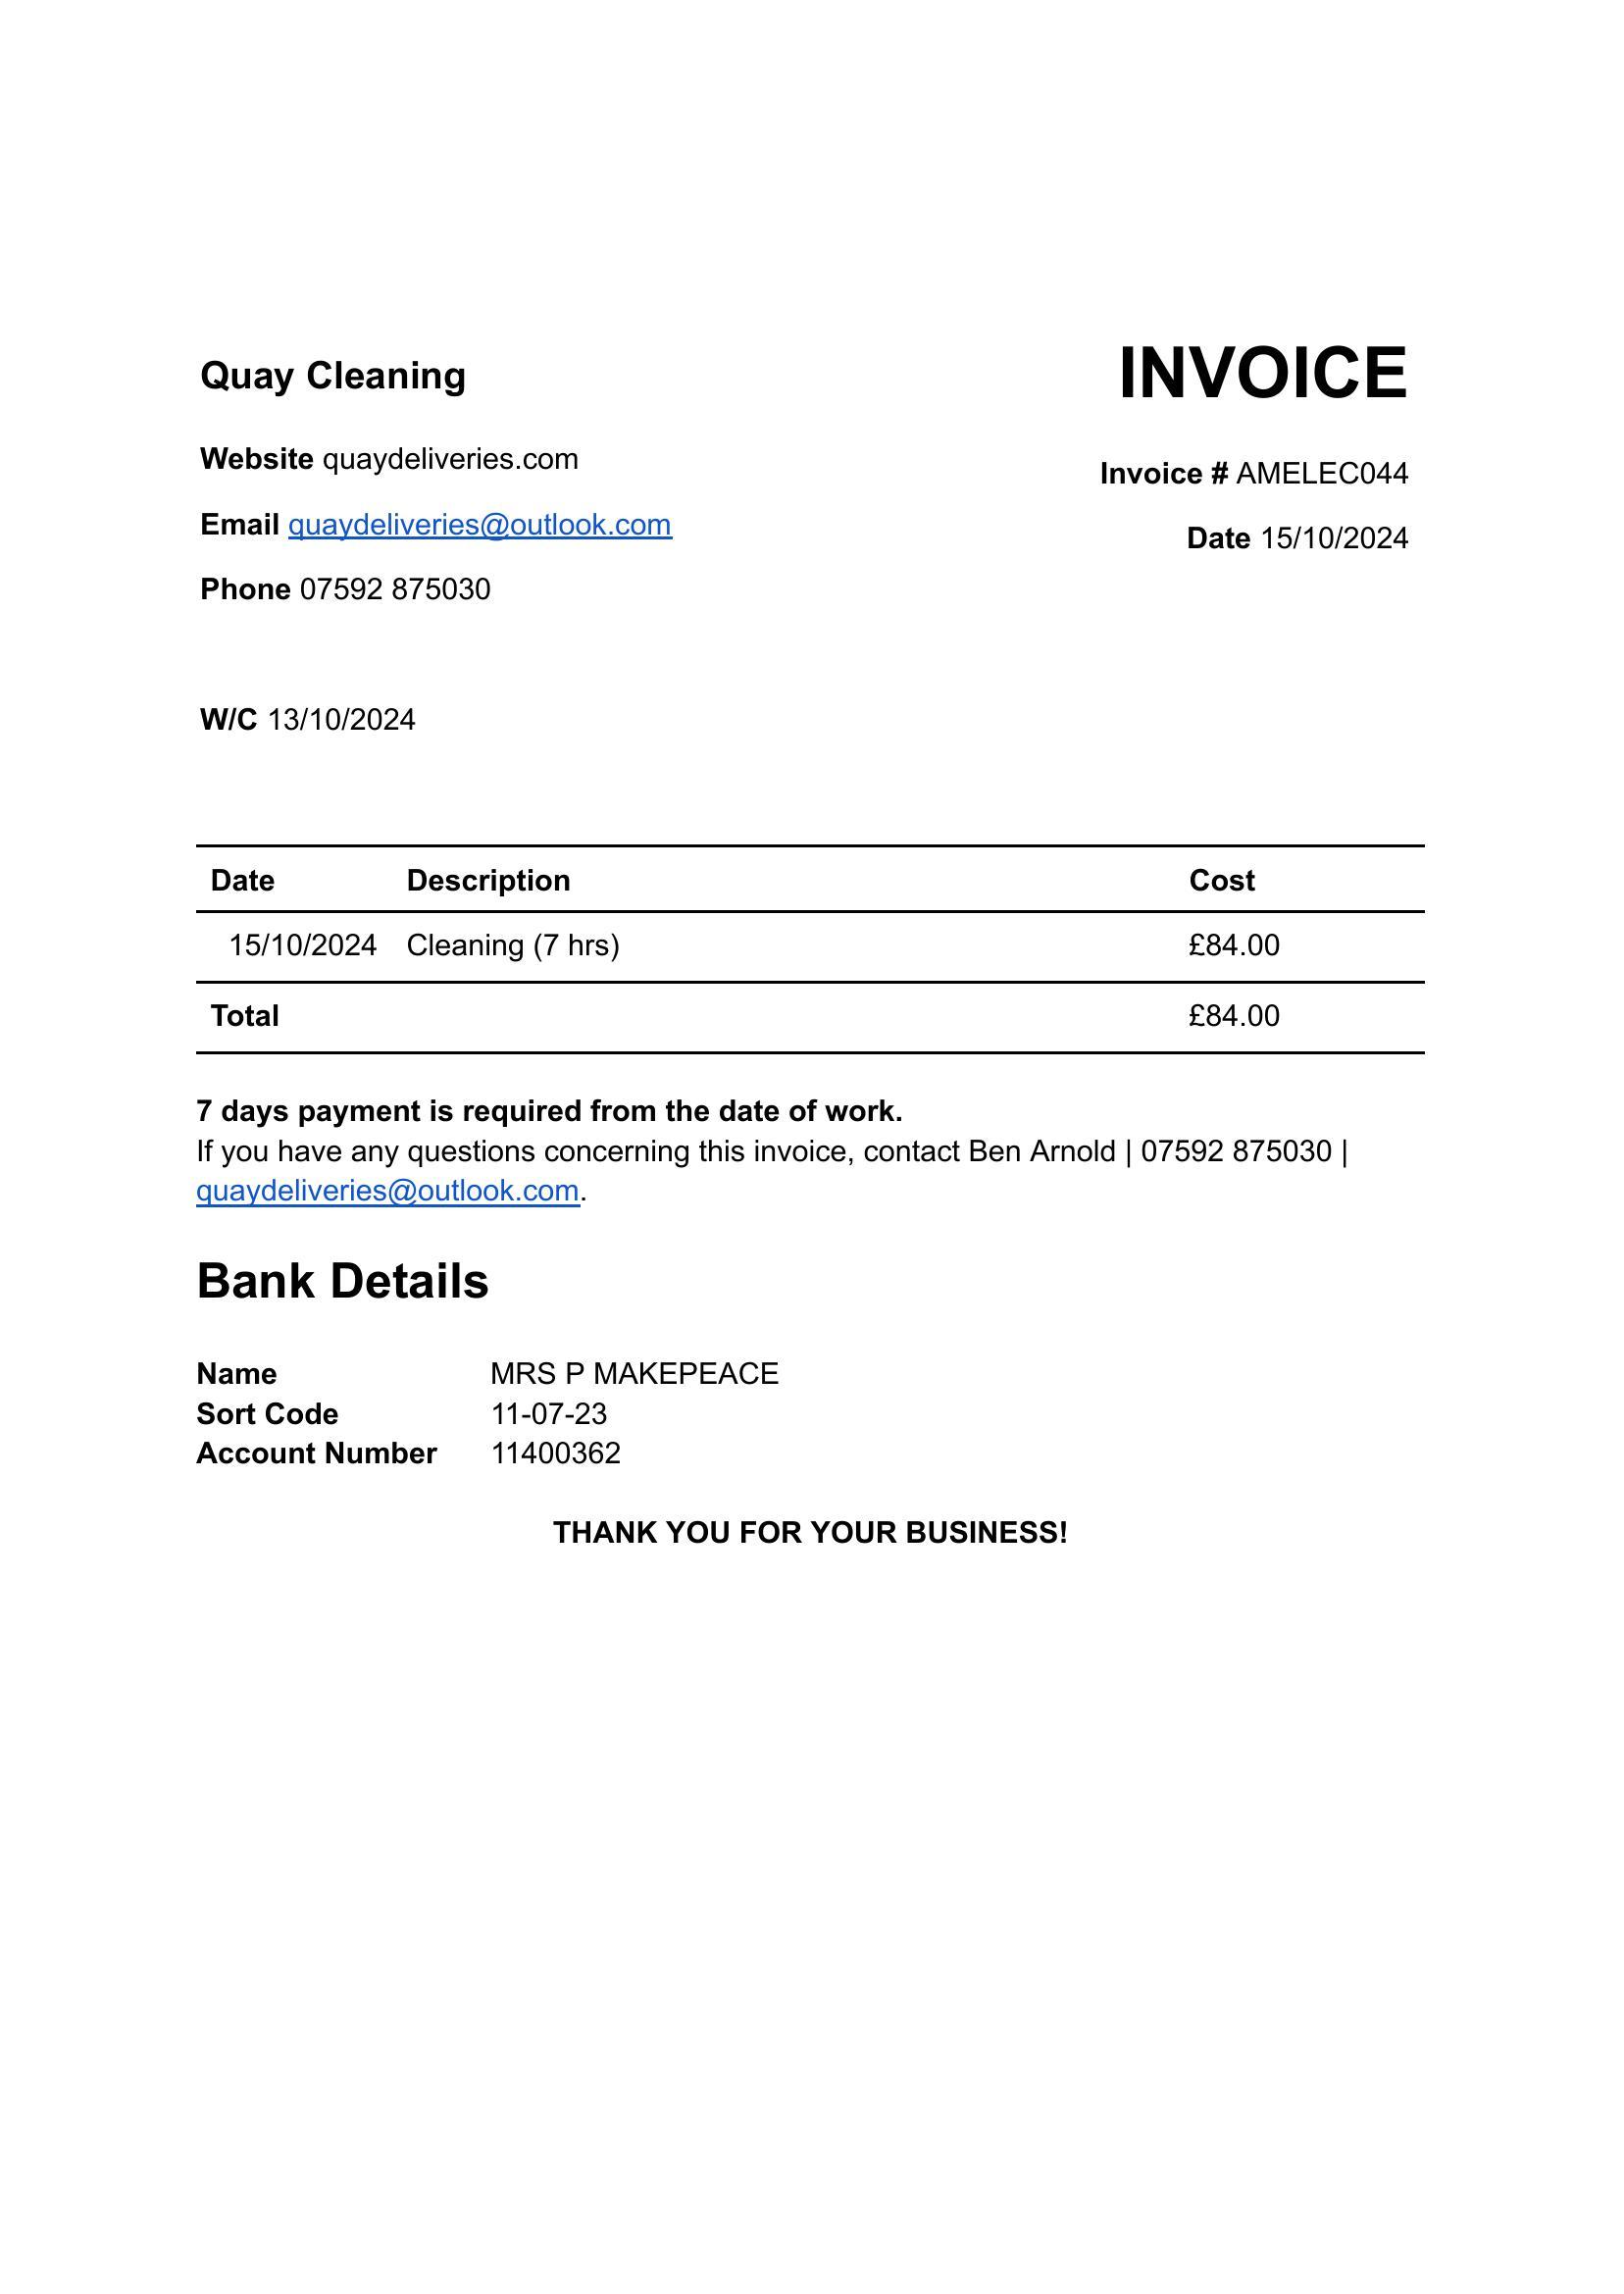 Quay Cleaning
INVOICE
Website quaydeliveries.com
Invoice # AMELEC044
Email quaydeliveries@outlook.com
Date 15/10/2024
Phone 07592 875030
W/C 13/10/2024
Date Description Cost
15/10/2024 Cleaning (7 hrs) £84.00
Total £84.00
7 days payment is required from the date of work.
If you have any questions concerning this invoice, contact Ben Arnold | 07592 875030 |
quaydeliveries@outlook.com.
Bank Details
Name MRS P MAKEPEACE
Sort Code 11-07-23
Account Number 11400362
THANK YOU FOR YOUR BUSINESS!